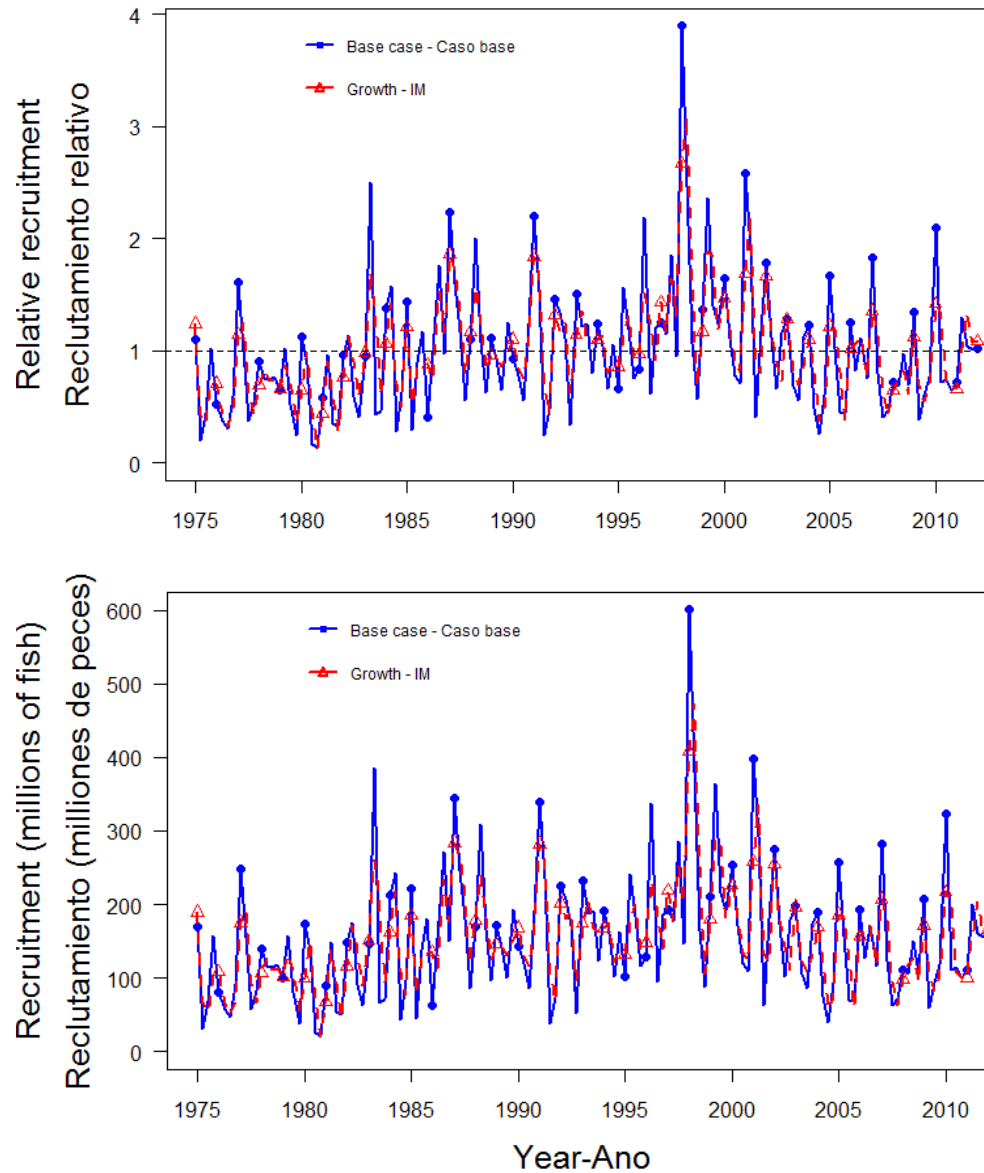 Relative recruitment
Reclutamiento relativo
4
3
2
1
0
Base case - Caso base
Growth - IM
1975 1980 1985 1990 1995 2000 2005 2010
Recruitment (millions of fish)
Reclutamiento (milliones de peces)
600
500
400
300
200
100
0
Base case - Caso base
Growth - IM
1975 1980 1985 1990 1995 2000 2005 2010
Year-Ano